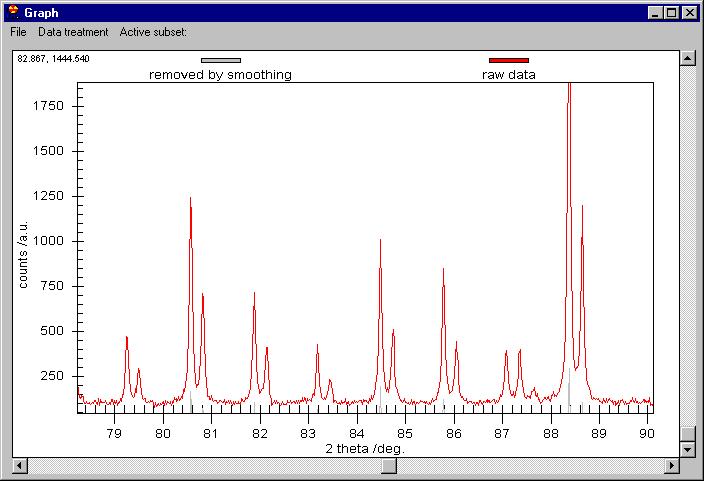 Graph
File Data treatment Active subset:
82.867, 1444.540
removed by smoothing raw data
1750
1500
1250
1000
750
500
250
counts /a.u.
79 80 81 82 83 84 85 86 87 88 89 90
2 theta /deg.